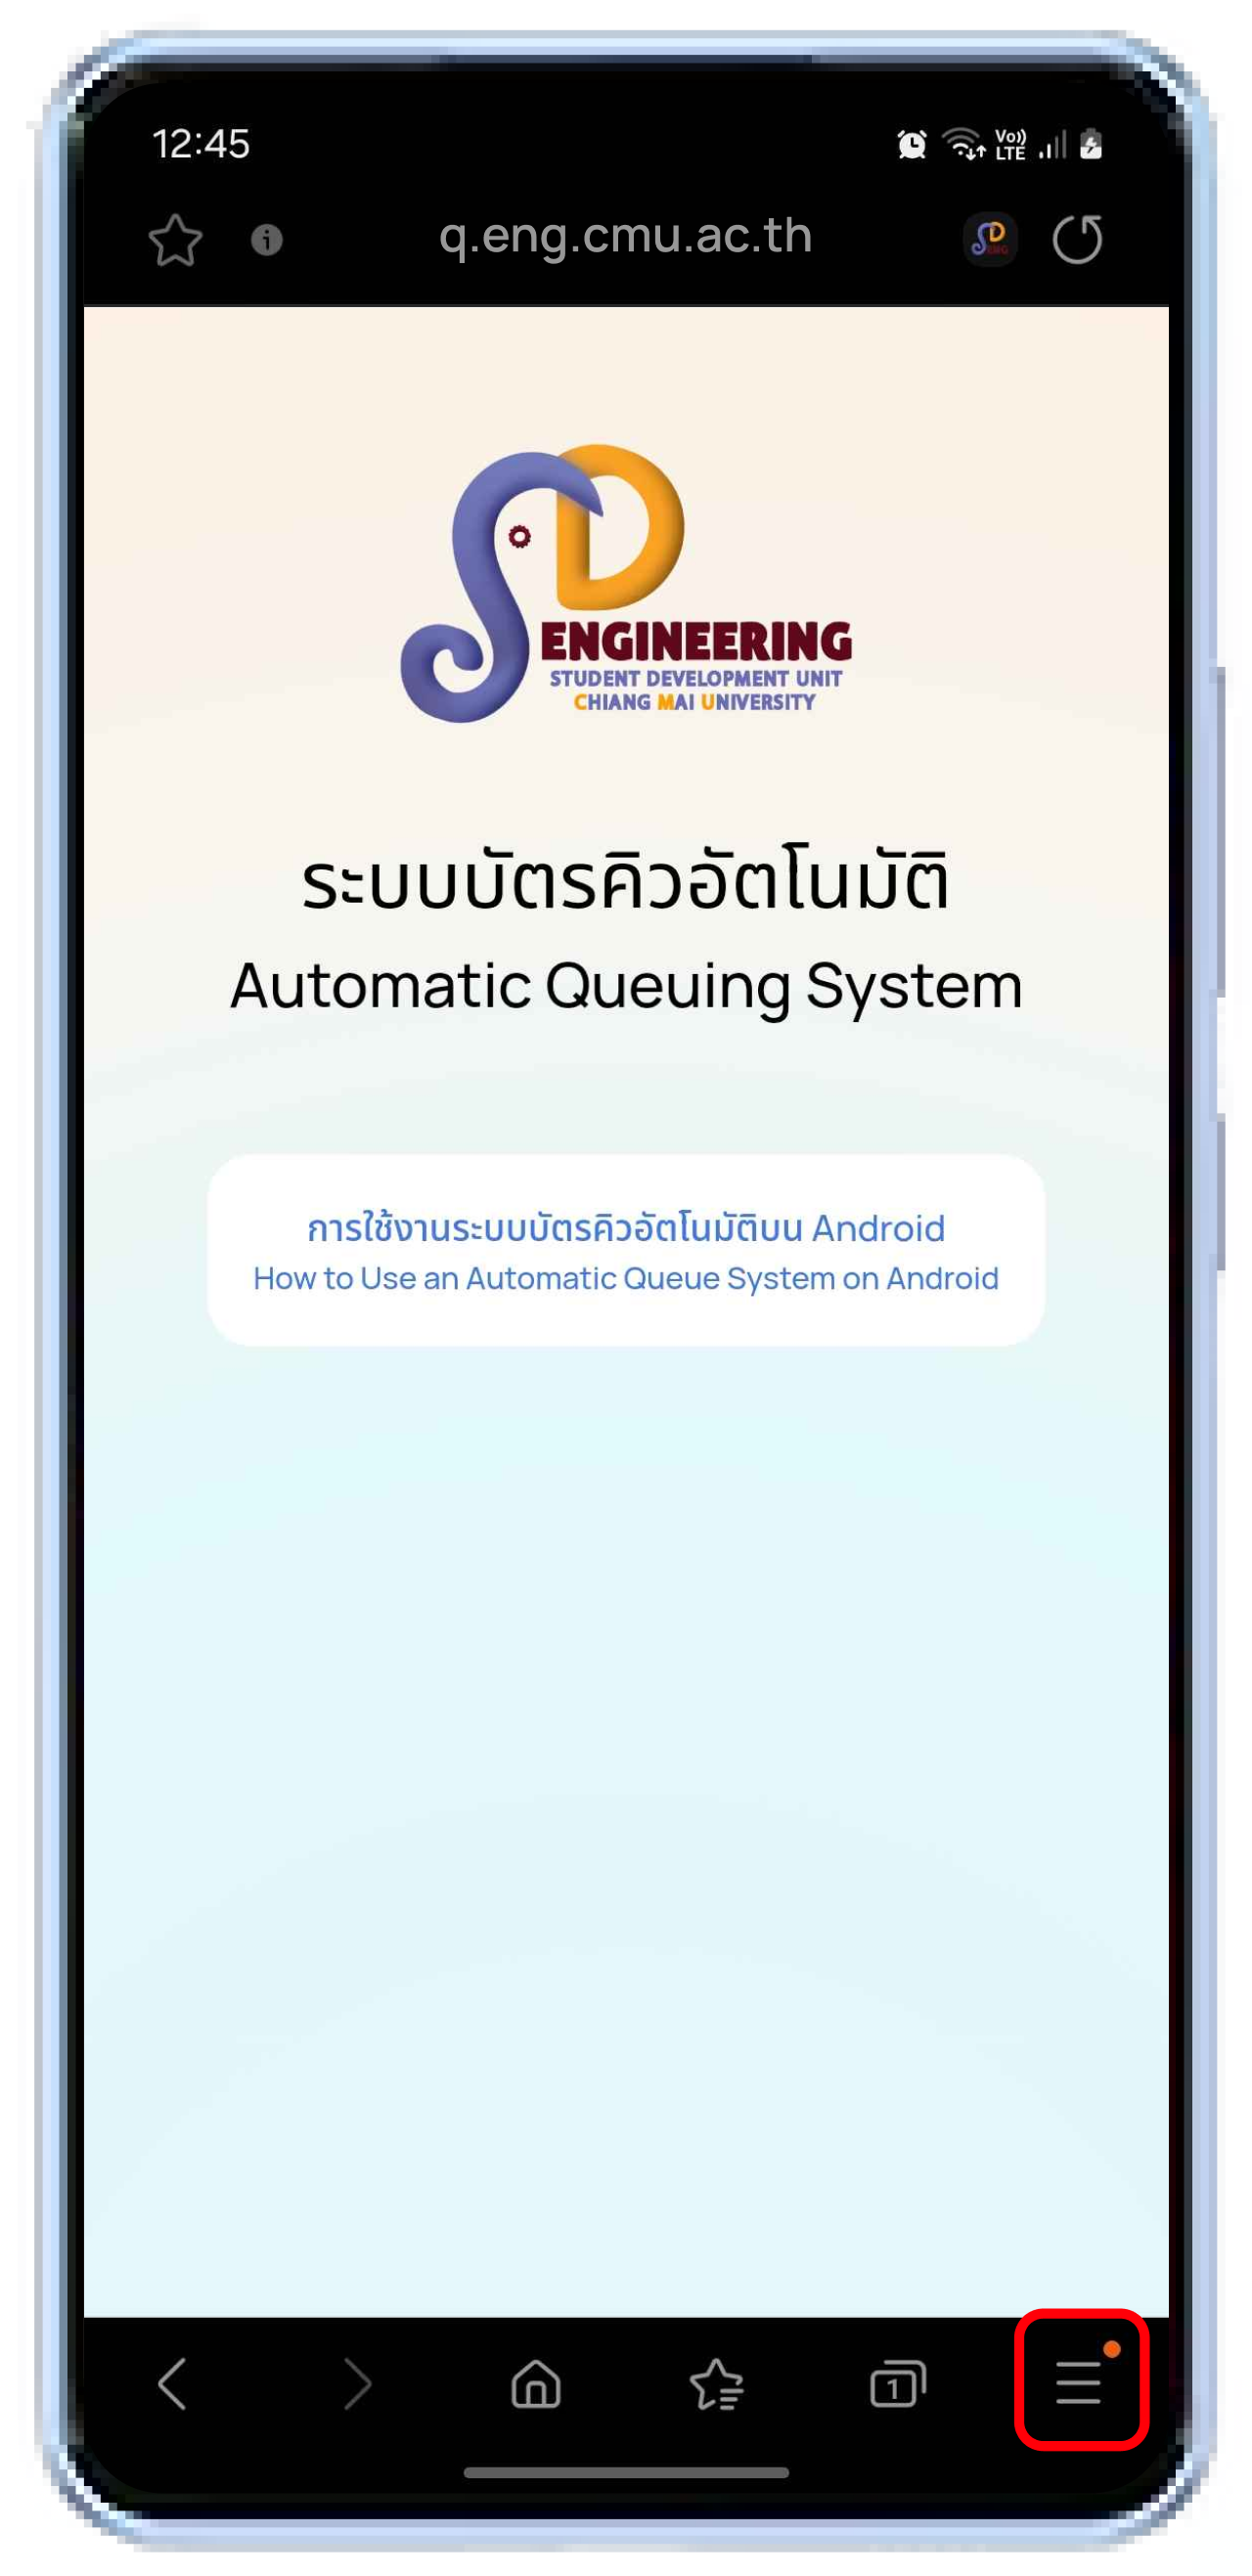 12:45
Vo)) LTE
q.eng.cmu.ac.th
SD
ENG
SD
ENGINEERING
STUDENT DEVELOPMENT UNIT
CHIANG MAI UNIVERSITY
ระบบบัตรคิวอัตโนมัติ
Automatic Queuing System
การใช้งานระบบบัตรคิวอัตโนมัติบน Android
How to Use an Automatic Queue System on Android
1